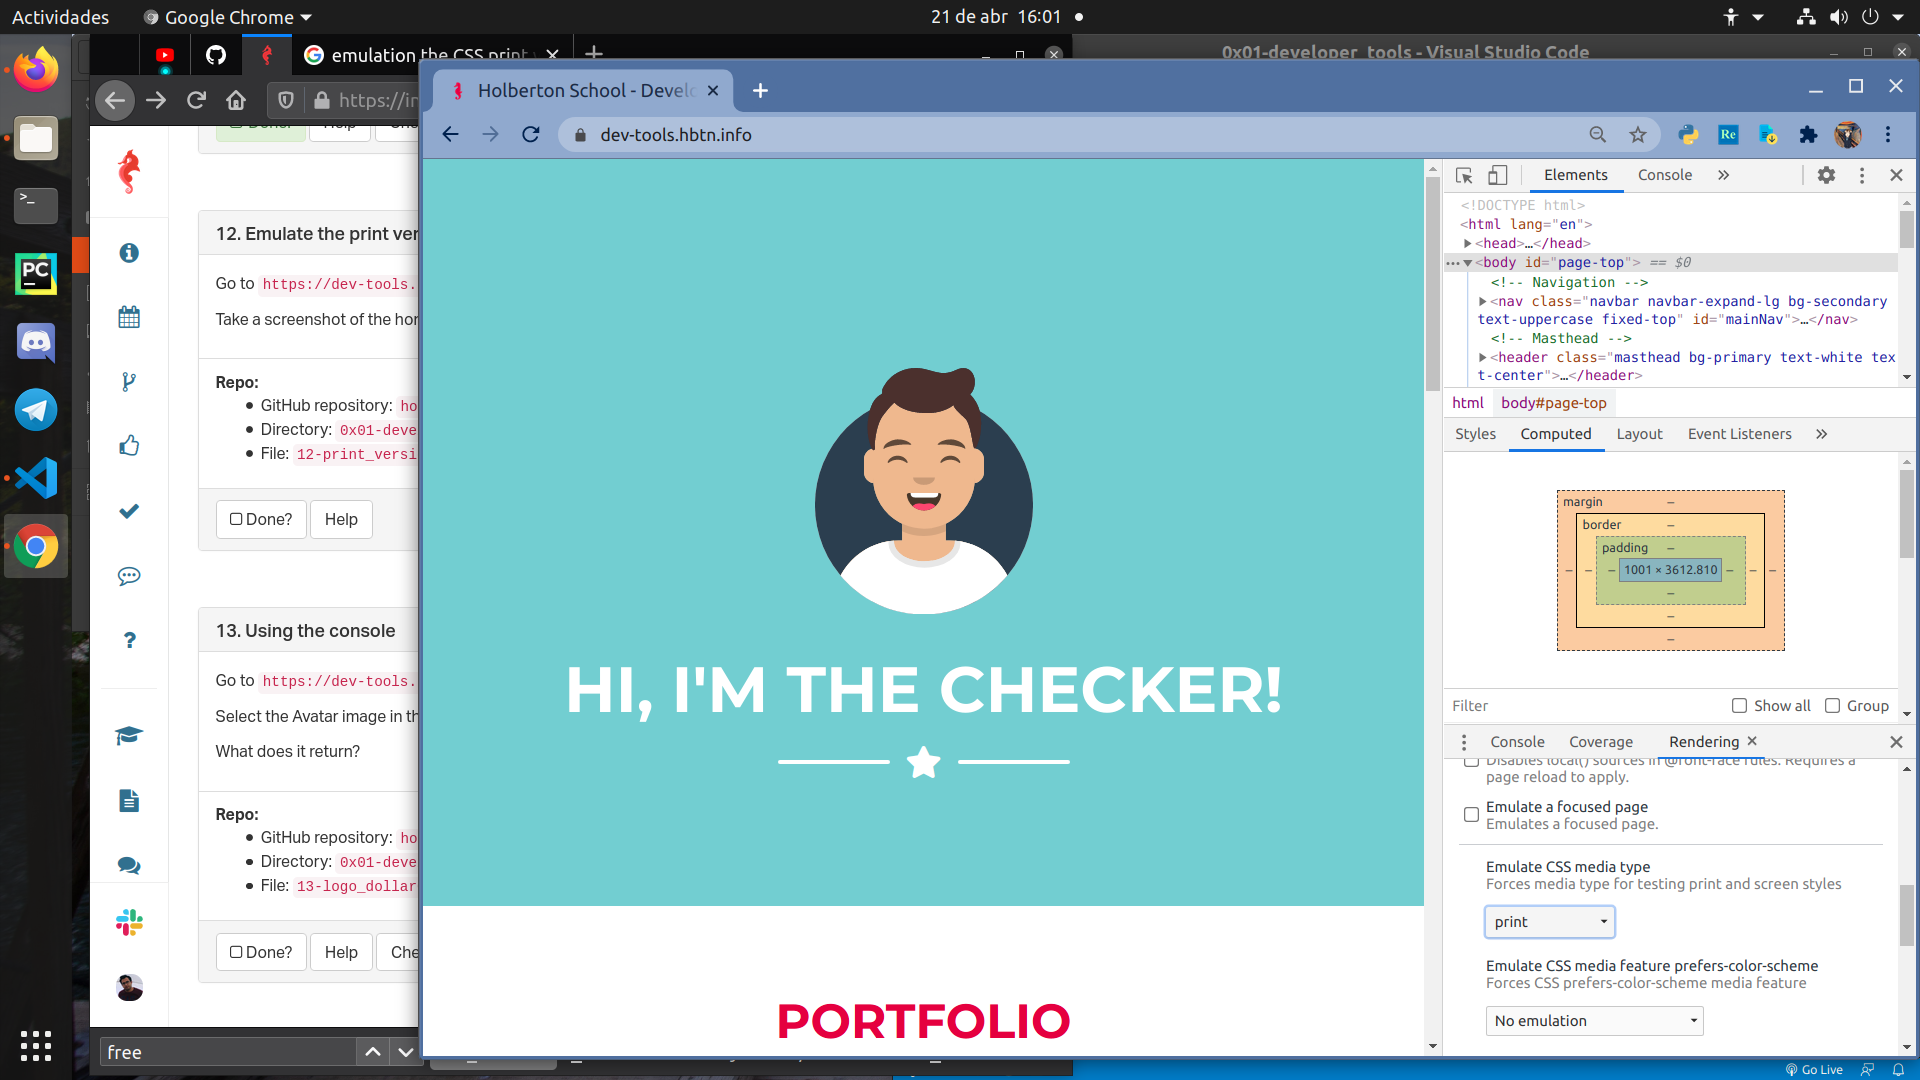 Actividades
Google Chrome
21 de abr 16:01
emulation the CSS print
0x01-developer_tools - Visual Studio Code
https://in
Holberton School - Develo
dev-tools.hbtn.info
Re
Help
12. Emulate the print ver
Go to https://dev-tools.
Take a screenshot of the hom
Repo:
GitHub repository: ho
Directory: 0x01-deve
File: 12-print_versi
Done?
Help
13. Using the console
Go to https://dev-tools.
Select the Avatar image in th
What does it return?
Repo:
GitHub repository: ho
Directory: 0x01-deve
File: 13-logo_dollar
Done?
Help
Che
free
PC
HI, I'M THE CHECKER!
PORTFOLIO
Elements
Console
<!DOCTYPE html>
<html lang="en">
<head>…</head>
<body id="page-top"> == $0
<!-- Navigation -->
<nav class="navbar navbar-expand-lg bg-secondary
text-uppercase fixed-top" id="mainNav">…</nav>
<!-- Masthead -->
<header class="masthead bg-primary text-white tex
t-center">…</header>
html
body#page-top
Styles
Computed
Layout
Event Listeners
margin
border
padding
1001 × 3612.810
Filter
Show all
Group
Console
Coverage
Rendering
Disables local() sources in @font-face rules. Requires a
page reload to apply.
Emulate a focused page
Emulates a focused page.
Emulate CSS media type
Forces media type for testing print and screen styles
print
Emulate CSS media feature prefers-color-scheme
Forces CSS prefers-color-scheme media feature
No emulation
Go Live